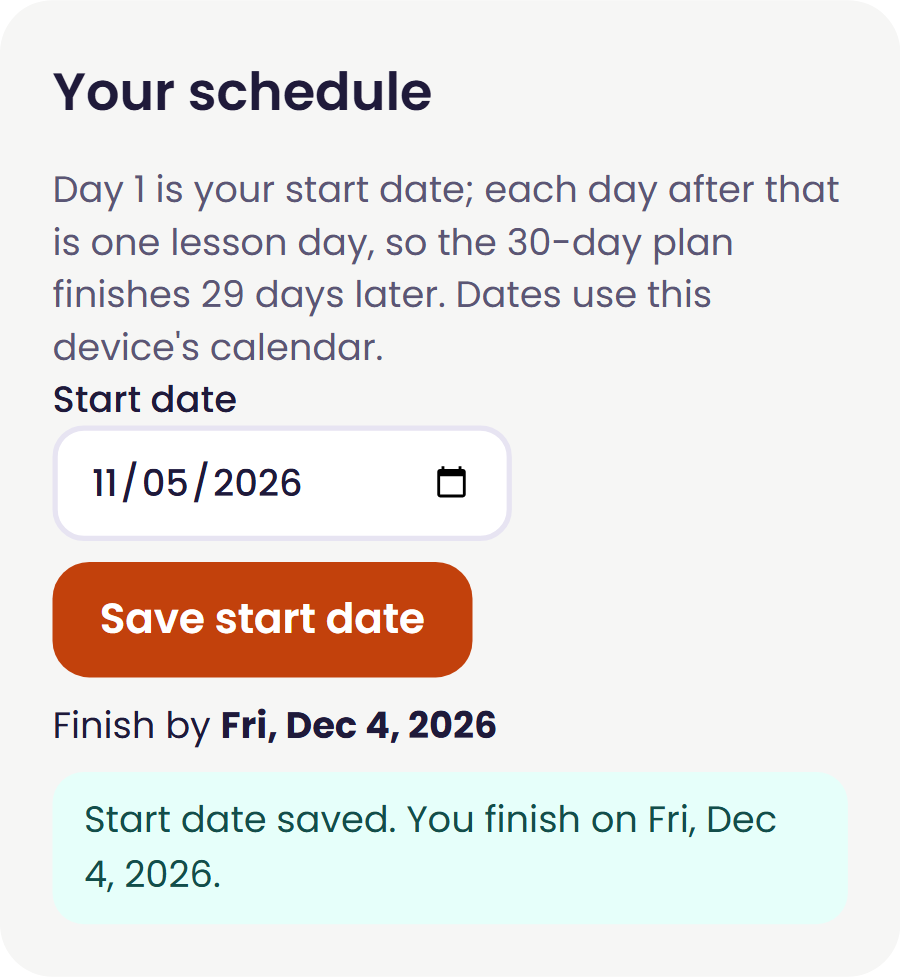 Your schedule
Day 1 is your start date; each day after that
is one lesson day, so the 30-day plan
finishes 29 days later. Dates use this
device's calendar.
Start date
11/05/2026
Save start date
Finish by Fri, Dec 4, 2026
Start date saved. You finish on Fri, Dec
4, 2026.